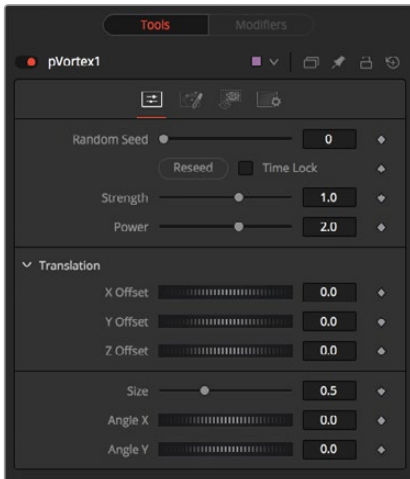 Tools Modifiers
pVortex1
Random Seed 0
Reseed Time Lock
Strength 1.0
Power 2.0
Translation
X Offset 0.0
Y Offset 0.0
Z Offset 0.0
Size 0.5
Angle X 0.0
Angle Y 0.0